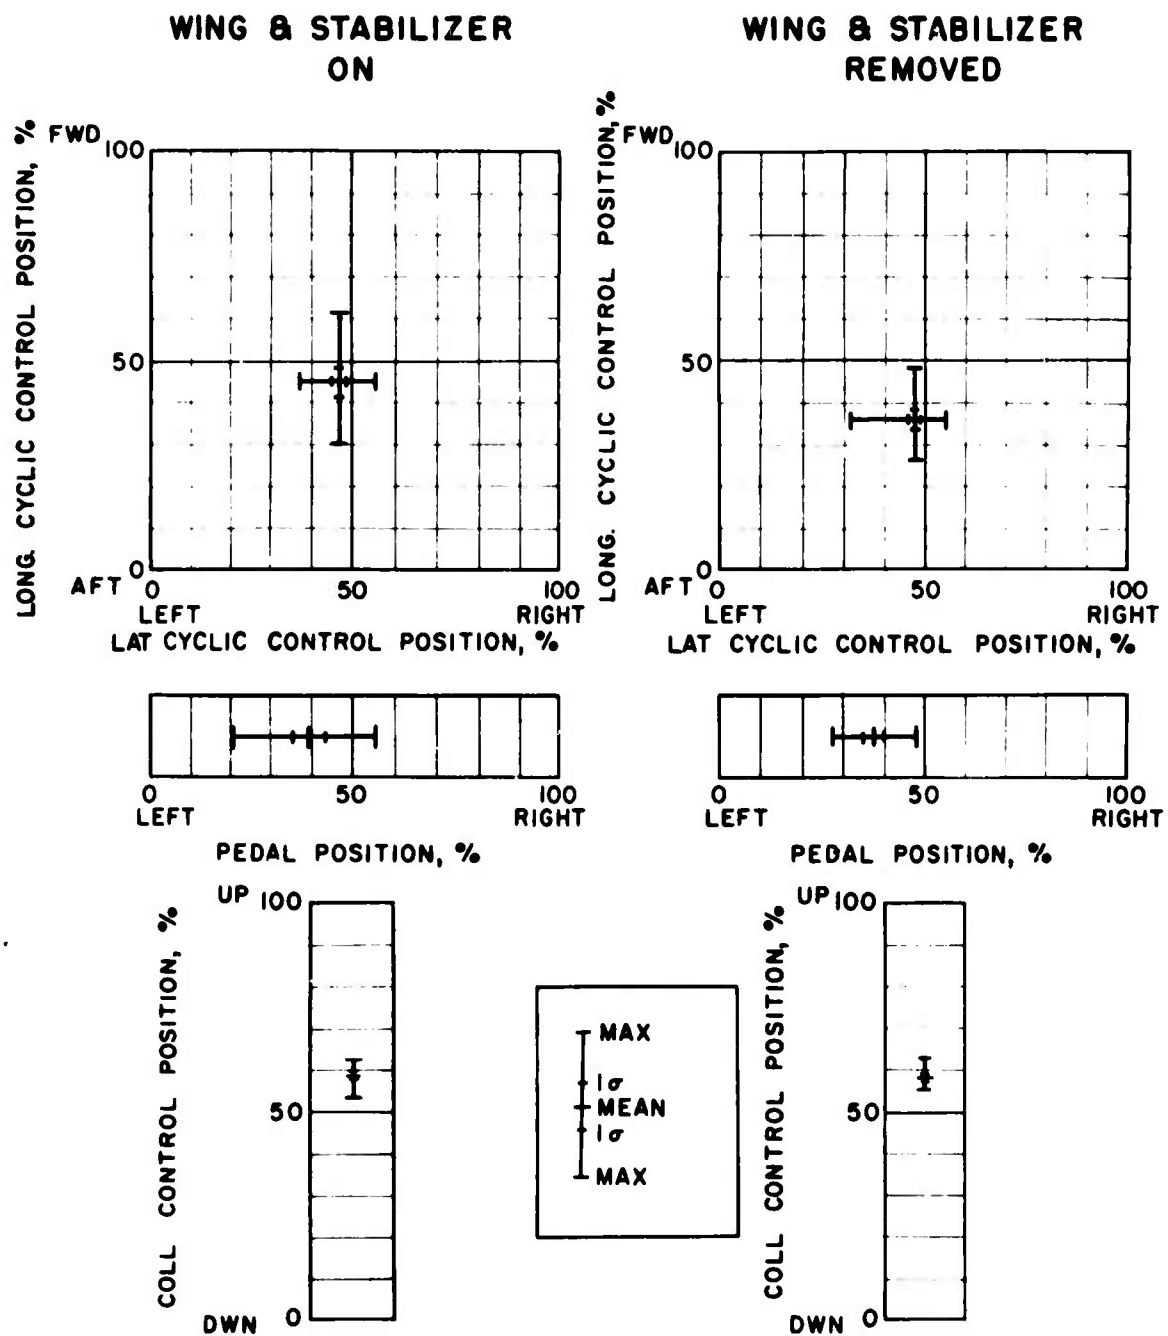 WING & STABILIZER
ON
LONG. CYCLIC CONTROL POSITION, %
FWD
100
50
0
AFT
0
50
100
LEFT
RIGHT
LAT CYCLIC CONTROL POSITION, %
0
50
100
LEFT
RIGHT
PEDAL POSITION, %
COLL CONTROL POSITION, %
UP
100
50
0
DWN
WING & STABILIZER
REMOVED
LONG. CYCLIC CONTROL POSITION, %
FWD
100
50
0
AFT
0
50
100
LEFT
RIGHT
LAT CYCLIC CONTROL POSITION, %
0
50
100
LEFT
RIGHT
PEDAL POSITION, %
COLL CONTROL POSITION, %
UP
100
50
0
DWN
MAX
1σ
MEAN
1σ
MAX